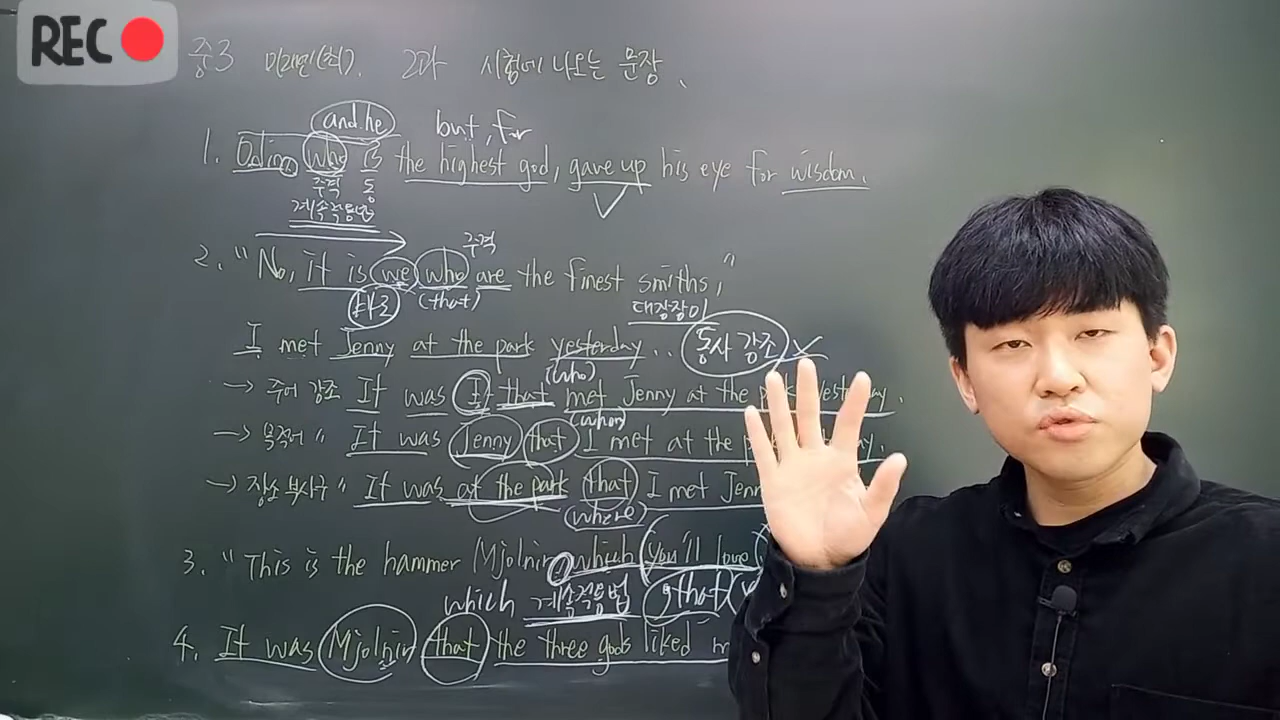 REC
중3 미래엔(최). 2과 시험에 나오는 문장.
and he but, for
1. Odin, who is the highest god, gave up his eye for wisdom.
주격 동
계속적용법
주격
2. "No, it is we who are the finest smiths,"
바로 (that) 대장장이
I met Jenny at the park yesterday.. 동사 강조 X
(who)
→ 주어 강조 It was I that met Jenny at the park yesterday.
(whom)
→ 목적어 " It was Jenny that I met at the
→ 장소 부사구 " It was at the park that I met Jenn
(where)
3. "This is the hammer Mjolnir, which you'll love
which 계속적용법 , that
4. It was Mjolnir that the three gods liked m